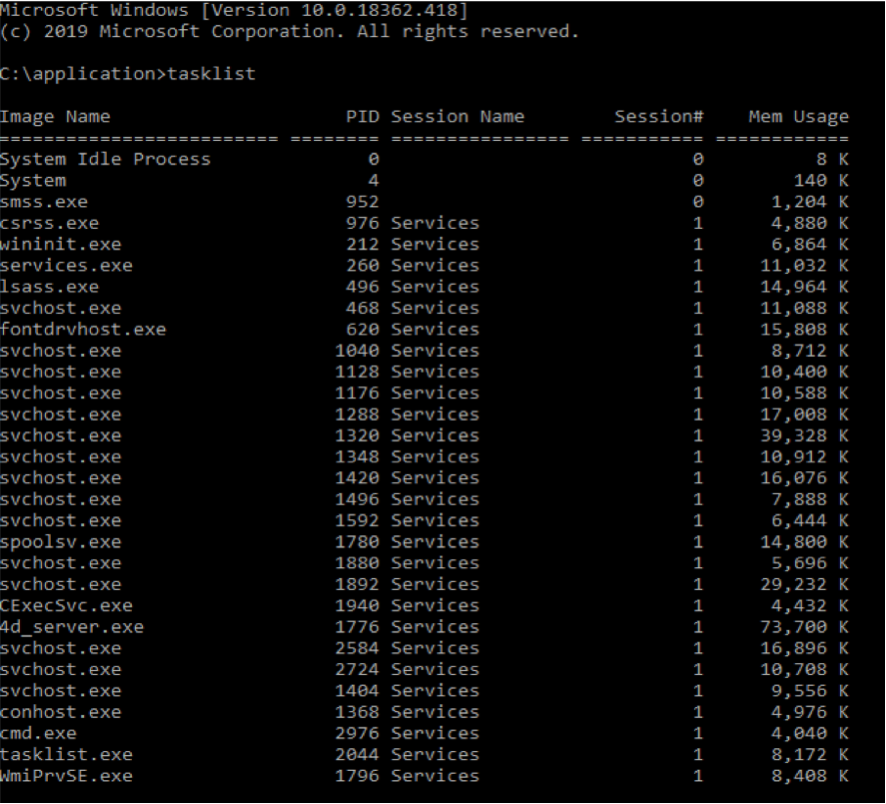 Microsoft Windows [Version 10.0.18362.418]
(c) 2019 Microsoft Corporation. All rights reserved.
C:\application>tasklist
Image Name                     PID Session Name        Session#    Mem Usage
========================= ======== ================ =========== ============
System Idle Process              0                            0          8 K
System                           4                            0        140 K
smss.exe                       952                            0      1,204 K
csrss.exe                      976 Services                   1      4,880 K
wininit.exe                    212 Services                   1      6,864 K
services.exe                   260 Services                   1     11,032 K
lsass.exe                      496 Services                   1     14,964 K
svchost.exe                    468 Services                   1     11,088 K
fontdrvhost.exe                620 Services                   1     15,808 K
svchost.exe                   1040 Services                   1      8,712 K
svchost.exe                   1128 Services                   1     10,400 K
svchost.exe                   1176 Services                   1     10,588 K
svchost.exe                   1288 Services                   1     17,008 K
svchost.exe                   1320 Services                   1     39,328 K
svchost.exe                   1348 Services                   1     10,912 K
svchost.exe                   1420 Services                   1     16,076 K
svchost.exe                   1496 Services                   1      7,888 K
svchost.exe                   1592 Services                   1      6,444 K
spoolsv.exe                   1780 Services                   1     14,800 K
svchost.exe                   1880 Services                   1      5,696 K
svchost.exe                   1892 Services                   1     29,232 K
CExecSvc.exe                  1940 Services                   1      4,432 K
4d_server.exe                 1776 Services                   1     73,700 K
svchost.exe                   2584 Services                   1     16,896 K
svchost.exe                   2724 Services                   1     10,708 K
svchost.exe                   1404 Services                   1      9,556 K
conhost.exe                   1368 Services                   1      4,976 K
cmd.exe                       2976 Services                   1      4,040 K
tasklist.exe                  2044 Services                   1      8,172 K
WmiPrvSE.exe                  1796 Services                   1      8,408 K